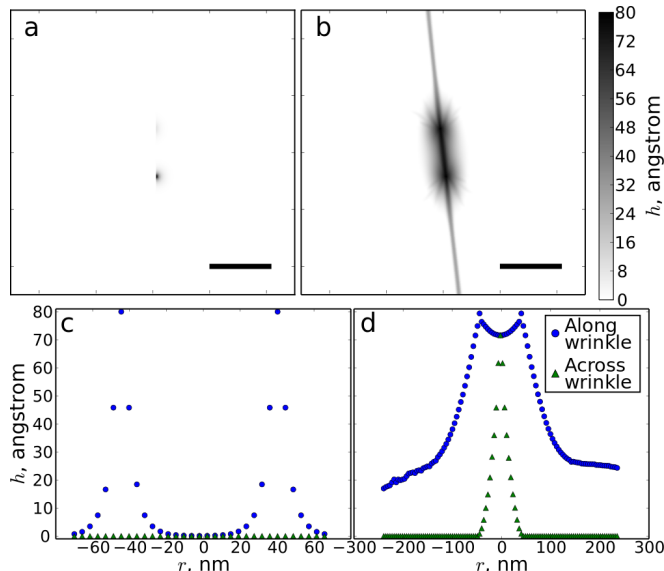 a
b
80
72
64
56
48
40
32
24
16
8
0
h, angstrom
c
d
80
70
60
50
40
30
20
10
0
h, angstrom
Along
wrinkle
Across
wrinkle
−60 −40 −20 0 20 40 60
−300 −200 −100 0 100 200 300
r, nm
r, nm